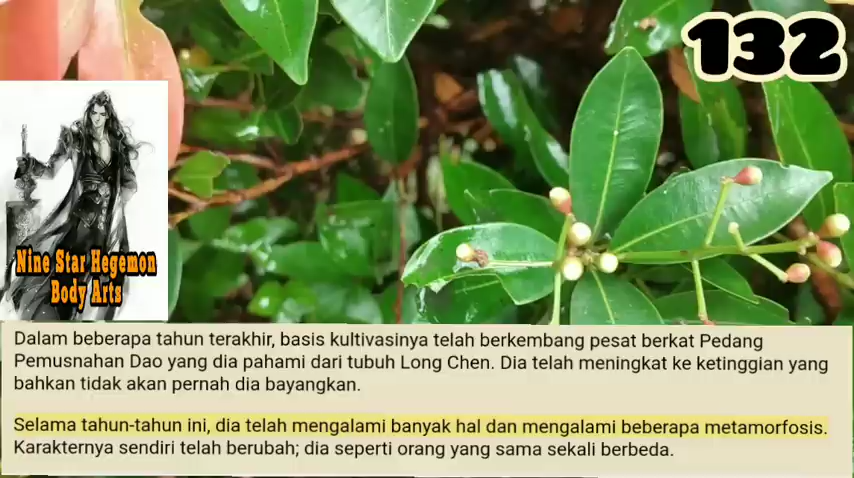 132
Nine Star Hegemon
Body Arts
Dalam beberapa tahun terakhir, basis kultivasinya telah berkembang pesat berkat Pedang
Pemusnahan Dao yang dia pahami dari tubuh Long Chen. Dia telah meningkat ke ketinggian yang
bahkan tidak akan pernah dia bayangkan.
Selama tahun-tahun ini, dia telah mengalami banyak hal dan mengalami beberapa metamorfosis.
Karakternya sendiri telah berubah; dia seperti orang yang sama sekali berbeda.